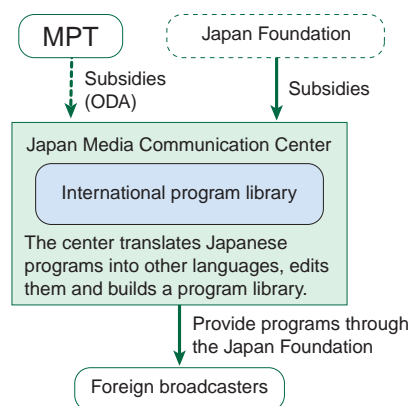 MPT
Japan Foundation
Subsidies
(ODA)
Subsidies
Japan Media Communication Center
International program library
The center translates Japanese
programs into other languages, edits
them and builds a program library.
Provide programs through
the Japan Foundation
Foreign broadcasters